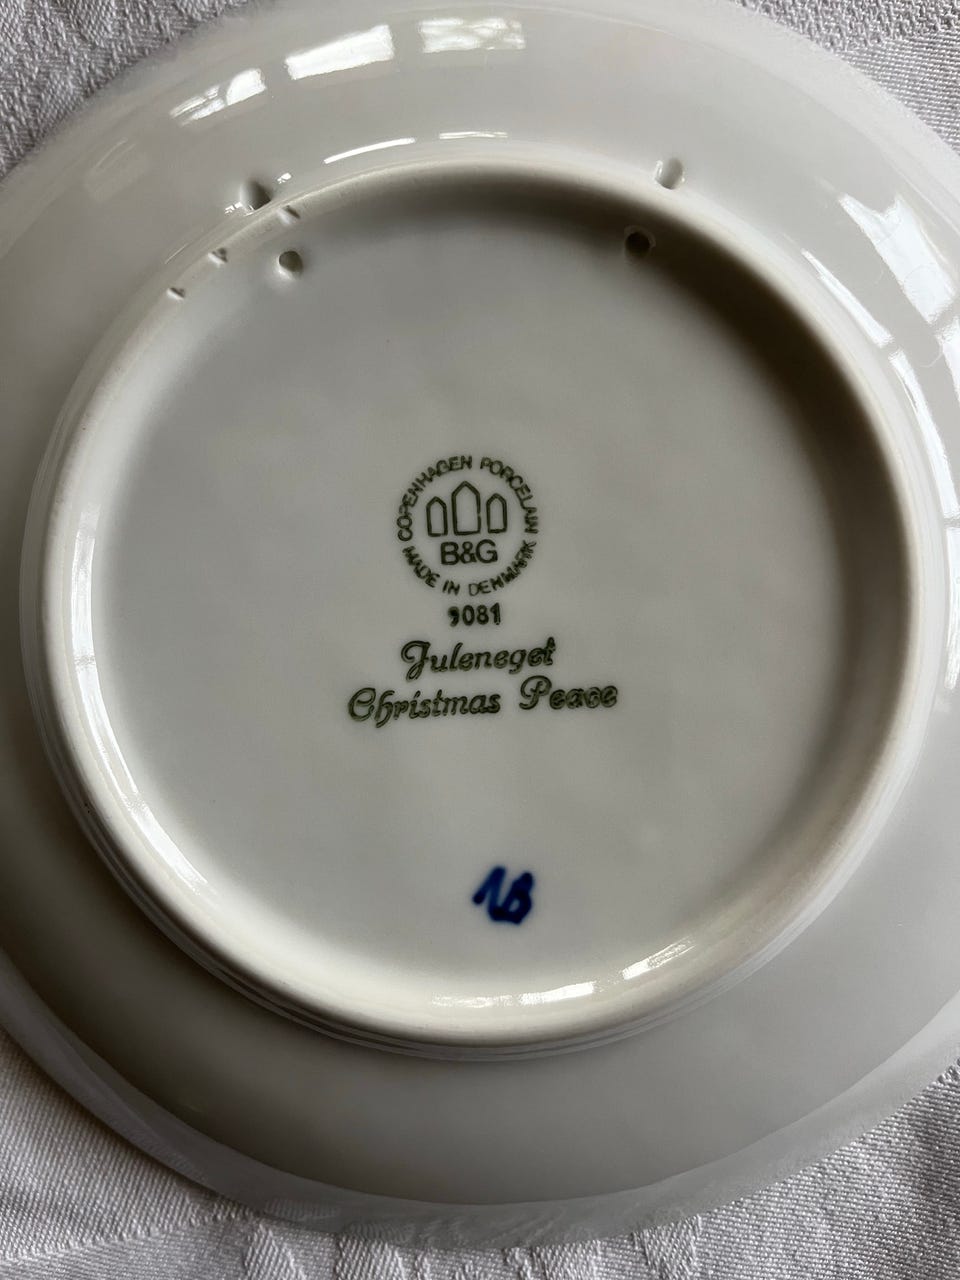 COPENHAGEN PORCELAIN
B&G
MADE IN DENMARK
9081
Juleneget
Christmas Peace